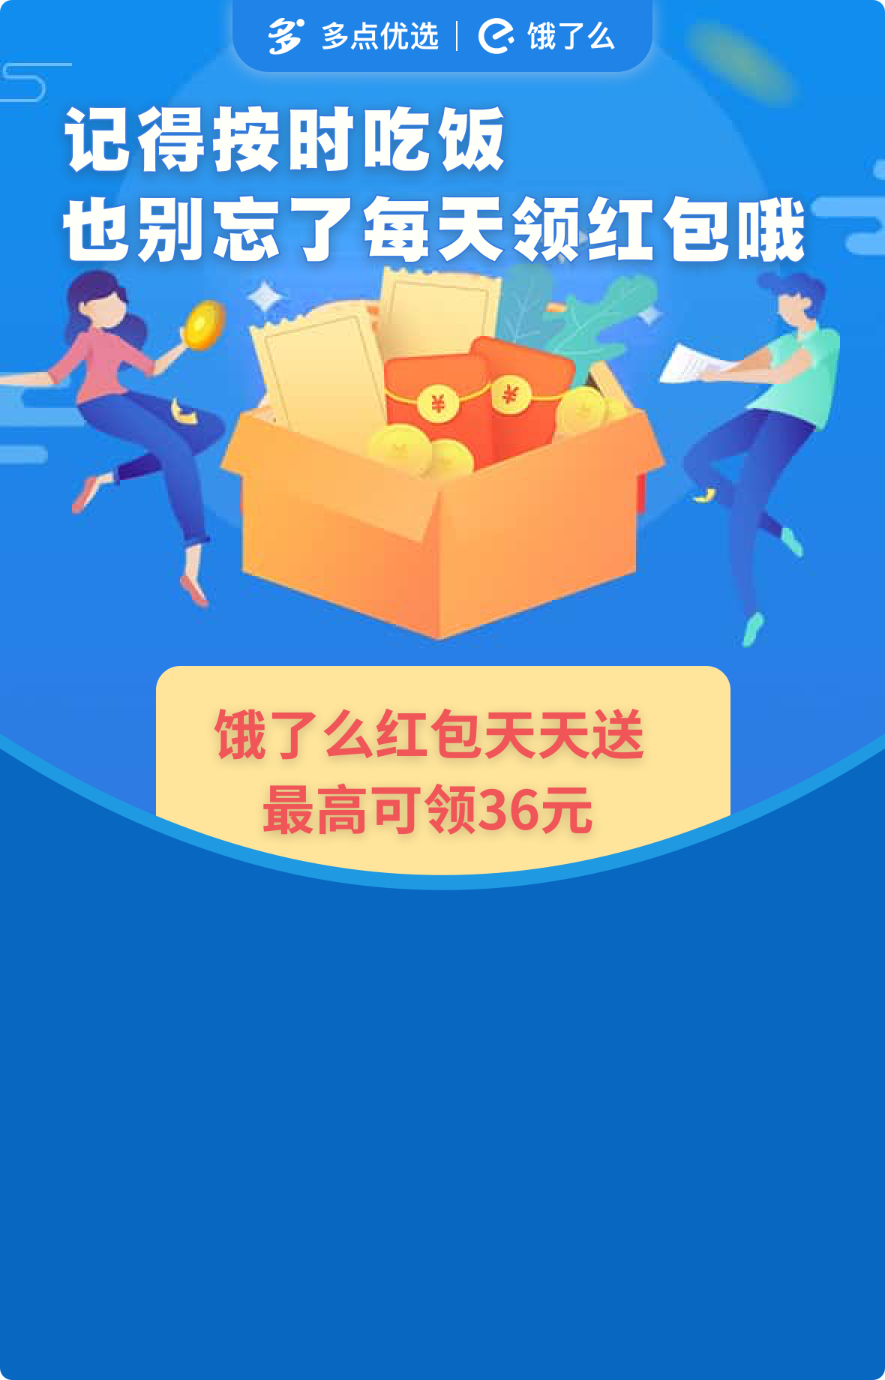 多点优选 | 饿了么
记得按时吃饭
也别忘了每天领红包哦
¥ ¥
饿了么红包天天送
最高可领36元